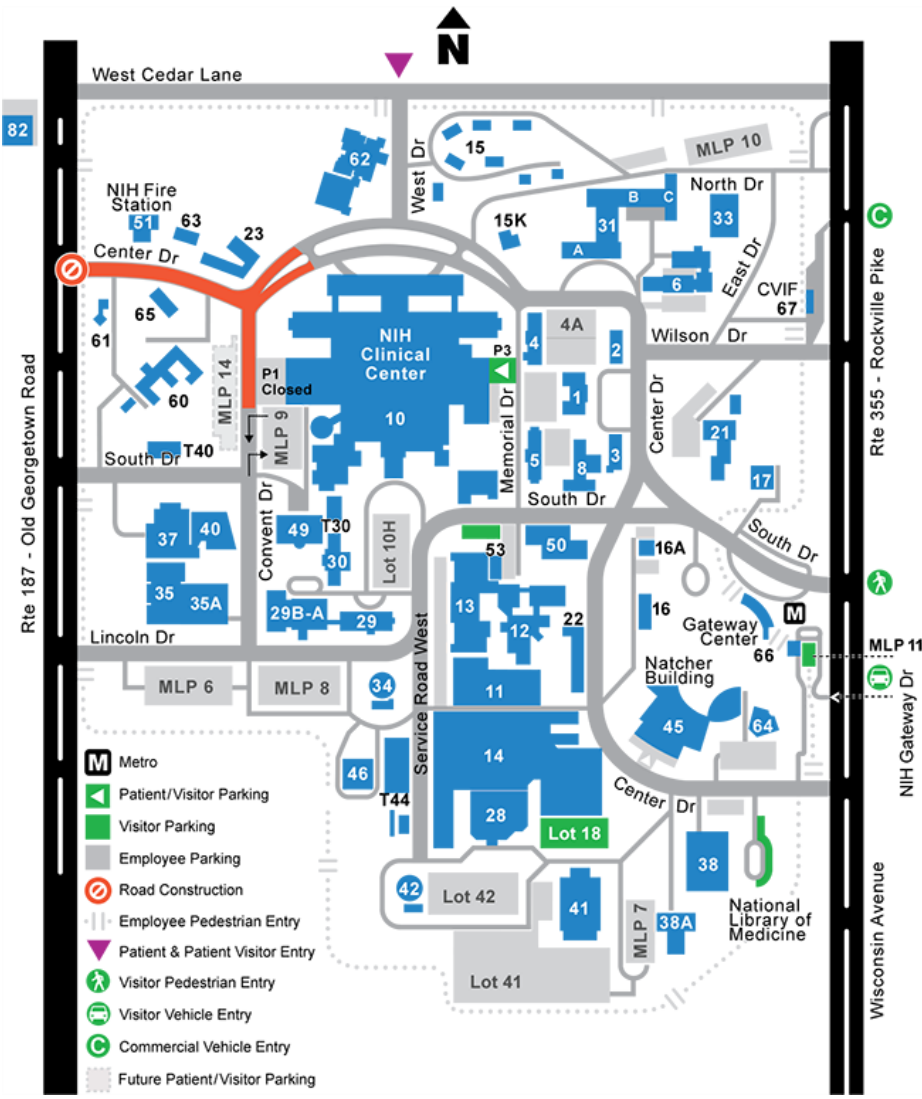 N
West Cedar Lane
82
62
15
MLP 10
West Dr
NIH Fire
Station
51
63
23
15K
North Dr
B
C
33
31
A
Center Dr
6
East Dr
CVIF
67
C
Rte 355 - Rockville Pike
61
65
60
MLP 14
P1
Closed
NIH
Clinical
Center
10
P3
4
4A
2
Wilson Dr
1
Memorial Dr
Center Dr
MLP 9
T40
South Dr
5
8
3
21
17
South Dr
South Dr
Rte 187 - Old Georgetown Road
37
40
Convent Dr
49
T30
30
Lot 10H
53
50
16A
35
35A
29B-A
29
13
12
22
16
Gateway
Center
M
66
MLP 11
NIH Gateway Dr
Lincoln Dr
MLP 6
MLP 8
34
11
Natcher
Building
45
64
Service Road West
14
46
T44
28
Lot 18
Center Dr
38
National
Library of
Medicine
42
Lot 42
41
MLP 7
38A
Lot 41
Wisconsin Avenue
M Metro
Patient/Visitor Parking
Visitor Parking
Employee Parking
Road Construction
Employee Pedestrian Entry
Patient & Patient Visitor Entry
Visitor Pedestrian Entry
Visitor Vehicle Entry
C Commercial Vehicle Entry
Future Patient/Visitor Parking